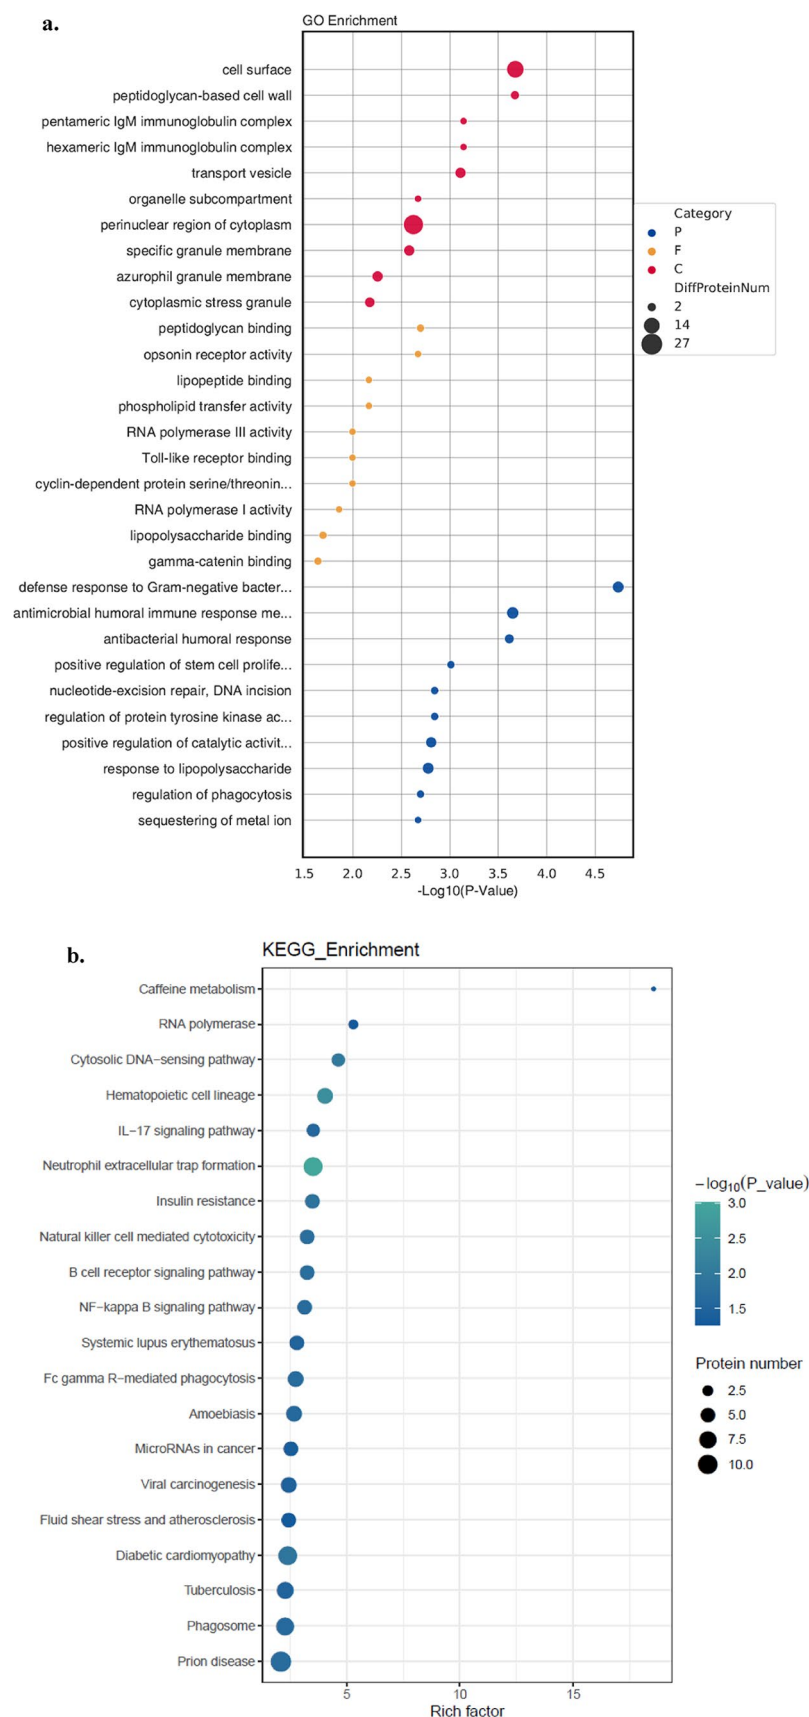 a.
GO Enrichment
cell surface
peptidoglycan-based cell wall
pentameric IgM immunoglobulin complex
hexameric IgM immunoglobulin complex
transport vesicle
organelle subcompartment
perinuclear region of cytoplasm
specific granule membrane
azurophil granule membrane
cytoplasmic stress granule
peptidoglycan binding
opsonin receptor activity
lipopeptide binding
phospholipid transfer activity
RNA polymerase III activity
Toll-like receptor binding
cyclin-dependent protein serine/threonin...
RNA polymerase I activity
lipopolysaccharide binding
gamma-catenin binding
defense response to Gram-negative bacter...
antimicrobial humoral immune response me...
antibacterial humoral response
positive regulation of stem cell prolife...
nucleotide-excision repair, DNA incision
regulation of protein tyrosine kinase ac...
positive regulation of catalytic activit...
response to lipopolysaccharide
regulation of phagocytosis
sequestering of metal ion
1.5 2.0 2.5 3.0 3.5 4.0 4.5
-Log10(P-Value)
Category
P
F
C
DiffProteinNum
2
14
27
b.
KEGG_Enrichment
Caffeine metabolism
RNA polymerase
Cytosolic DNA−sensing pathway
Hematopoietic cell lineage
IL−17 signaling pathway
Neutrophil extracellular trap formation
Insulin resistance
Natural killer cell mediated cytotoxicity
B cell receptor signaling pathway
NF−kappa B signaling pathway
Systemic lupus erythematosus
Fc gamma R−mediated phagocytosis
Amoebiasis
MicroRNAs in cancer
Viral carcinogenesis
Fluid shear stress and atherosclerosis
Diabetic cardiomyopathy
Tuberculosis
Phagosome
Prion disease
5 10 15
Rich factor
−log10(P_value)
3.0
2.5
2.0
1.5
Protein number
2.5
5.0
7.5
10.0